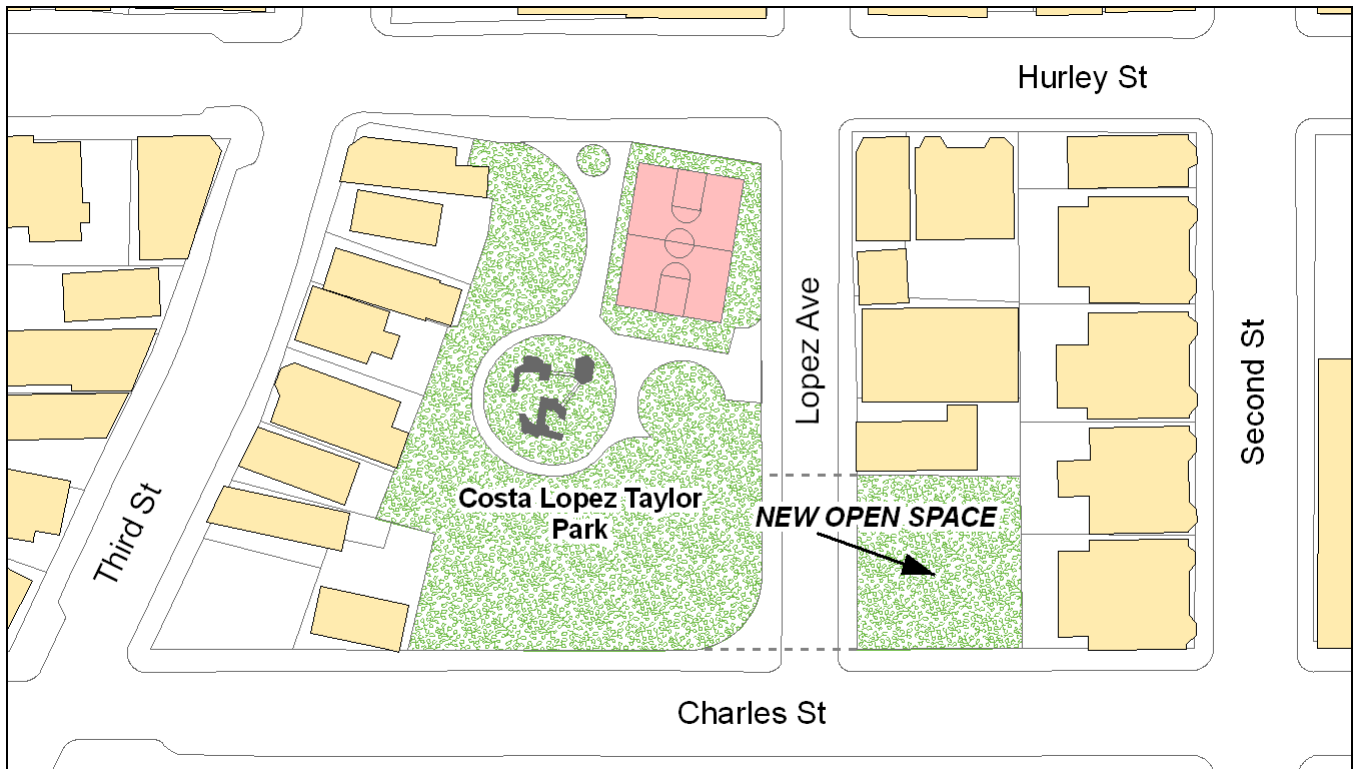 Hurley St
Lopez Ave
Second St
Costa Lopez Taylor
Park
NEW OPEN SPACE
Third St
Charles St